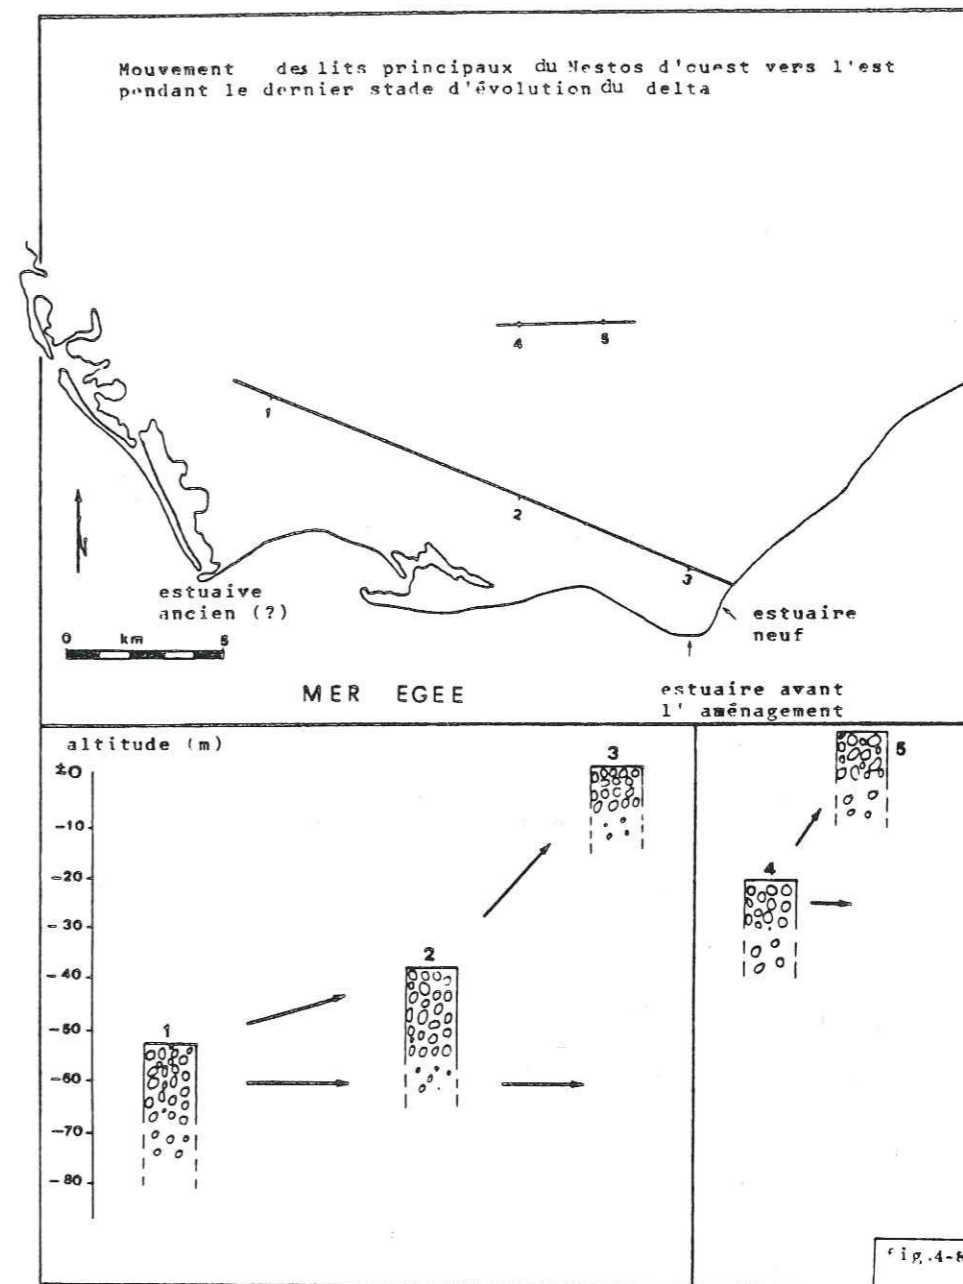 Mouvement des lits principaux du Nestos d'ouest vers l'est
pendant le dernier stade d'évolution du delta
4 5
1
2
3
estuaive
ancien (?)
estuaire
neuf
0 km 5
MER EGEE
estuaire avant
l'aménagement
altitude (m)
±0
-10
-20
-30
-40
-50
-60
-70
-80
1
2
3
4
5
fig.4-8